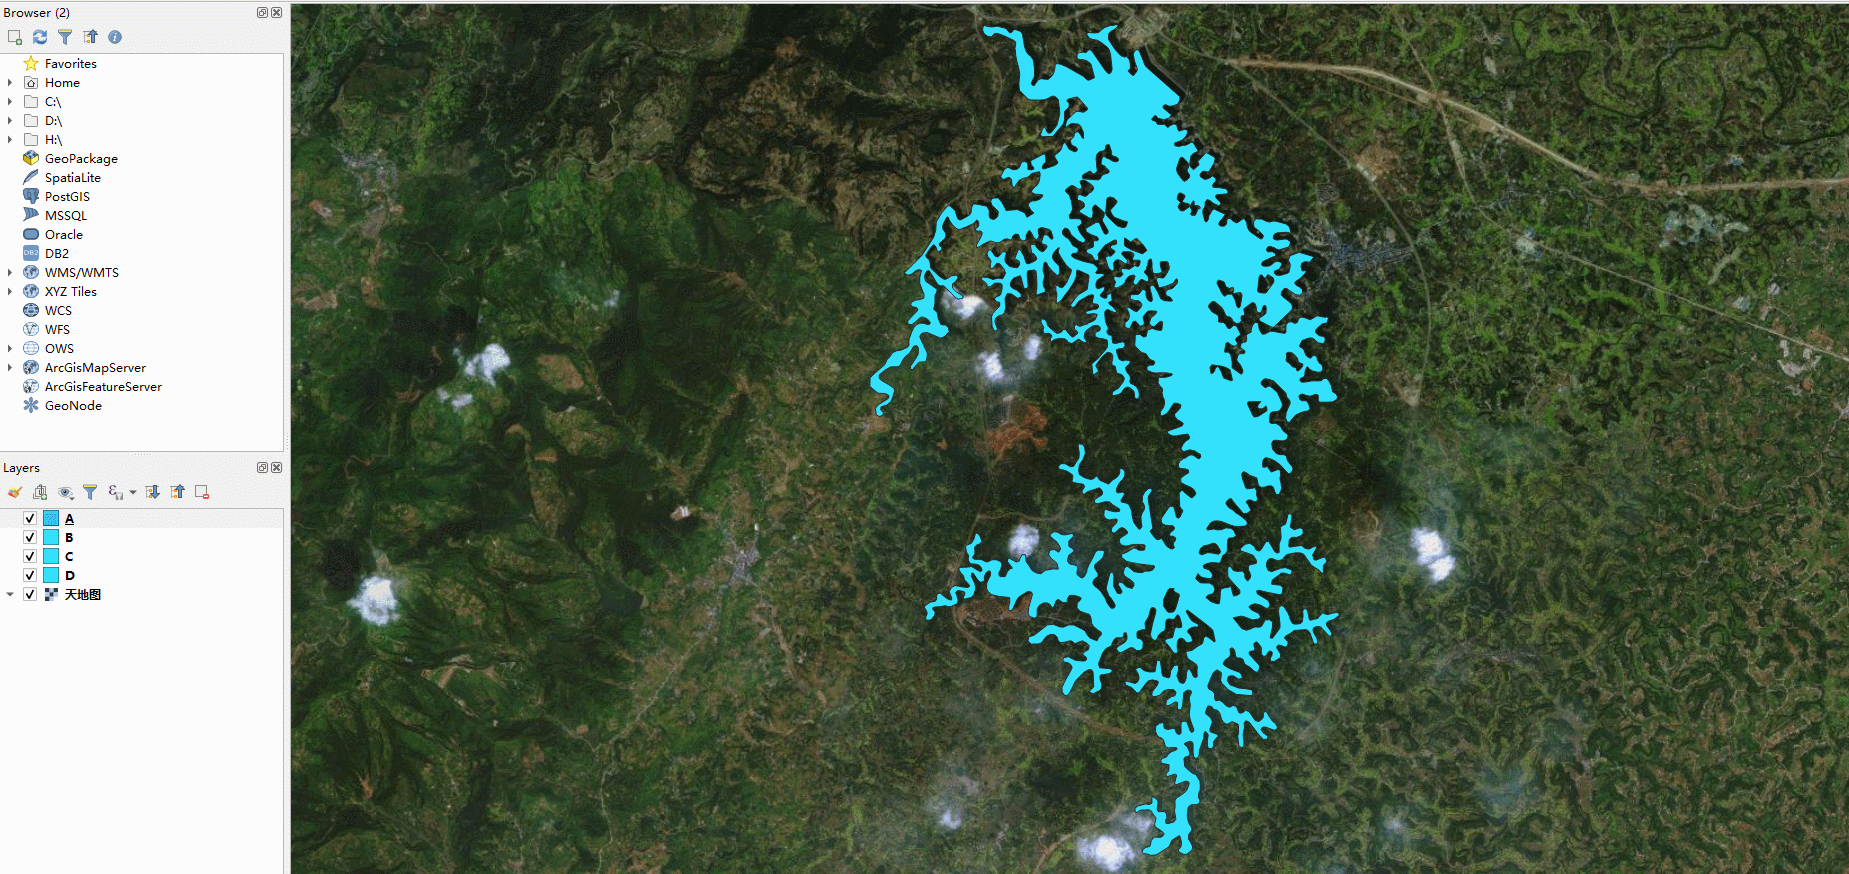 Browser (2)
Favorites
Home
C:\
D:\
H:\
GeoPackage
SpatiaLite
PostGIS
MSSQL
Oracle
DB2
DB2
WMS/WMTS
XYZ Tiles
WCS
WFS
OWS
ArcGisMapServer
ArcGisFeatureServer
GeoNode
Layers
A
B
C
D
天地图